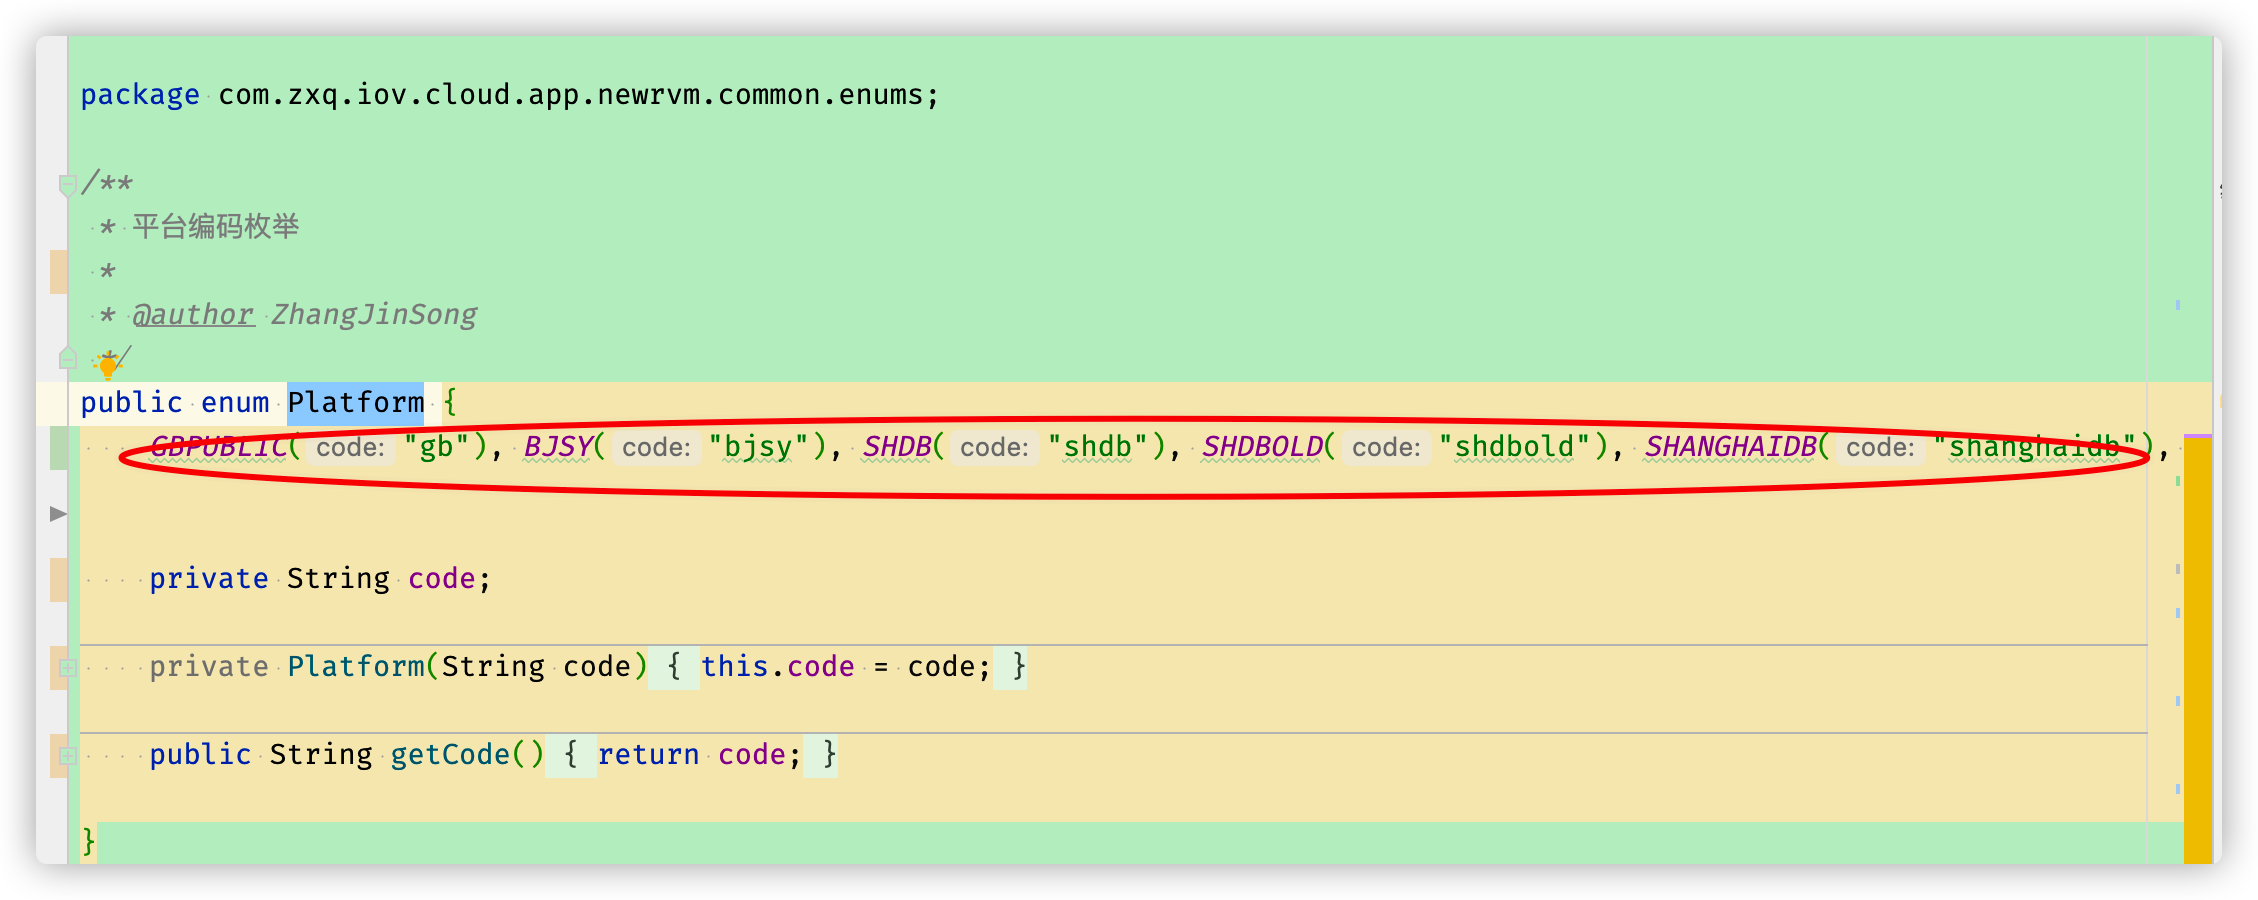 package com.zxq.iov.cloud.app.newrvm.common.enums;
/**
* 平台编码枚举
*
* @author ZhangJinSong
*/
public enum Platform {
GBPUBLIC( code: "gb"), BJSY( code: "bjsy"), SHDB( code: "shdb"), SHDBOLD( code: "shdbold"), SHANGHAIDB( code: "shanghaidb"),
private String code;
private Platform(String code) { this.code = code; }
public String getCode() { return code; }
}